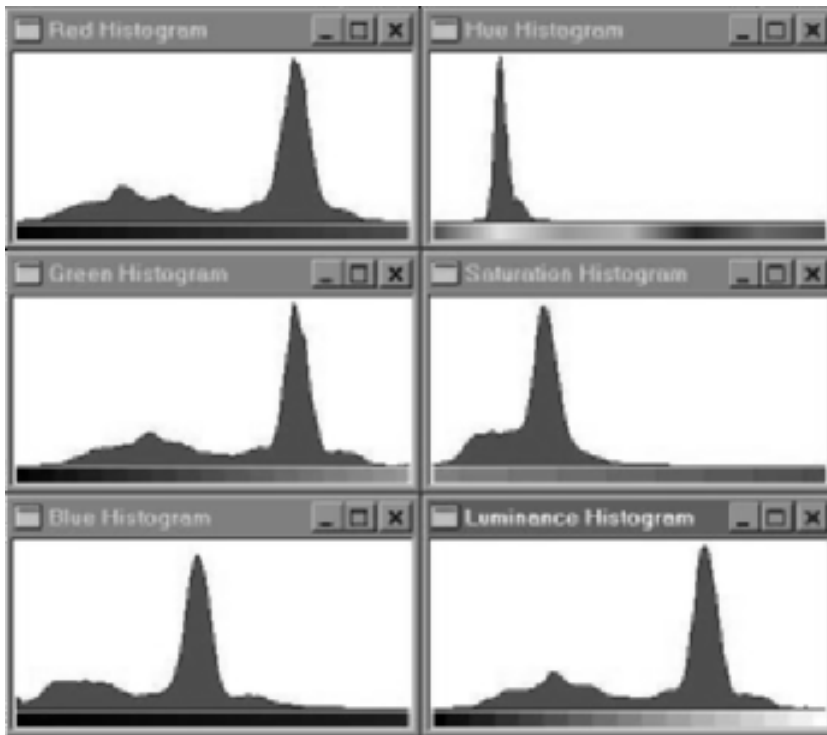 Red Histogram
Hue Histogram
Green Histogram
Saturation Histogram
Blue Histogram
Luminance Histogram